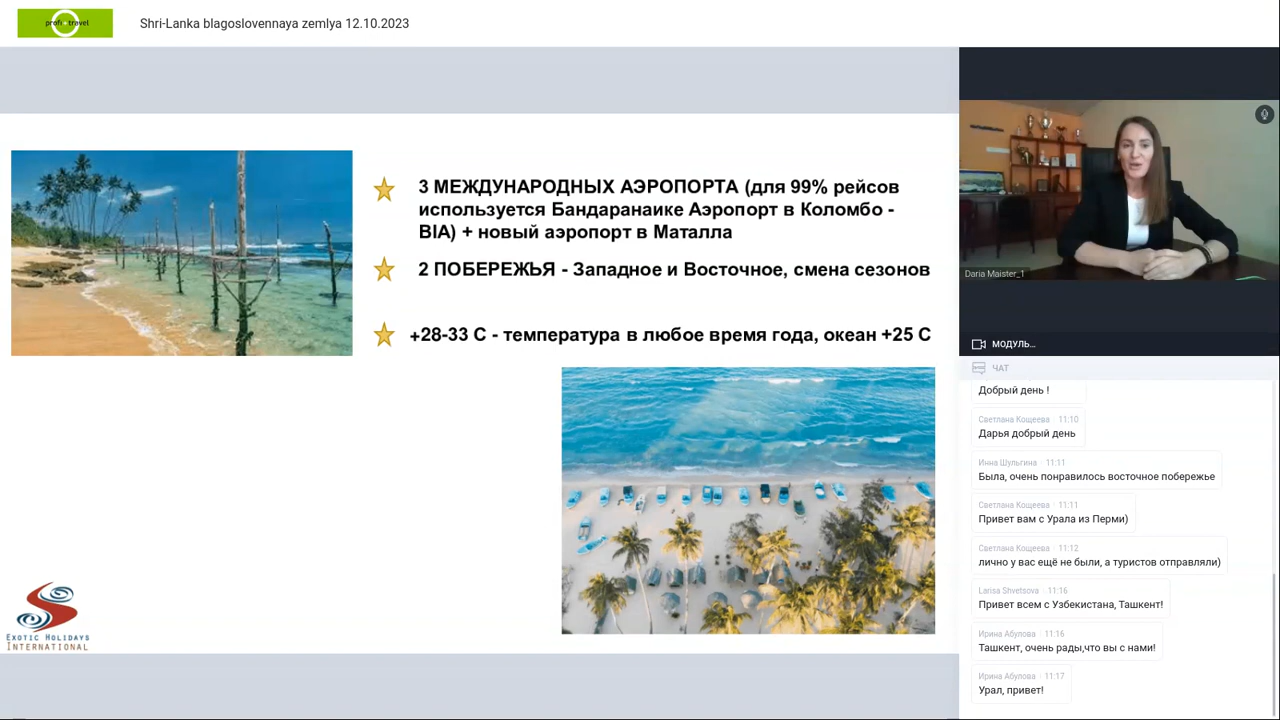 profi travel
Shri-Lanka blagoslovennaya zemlya 12.10.2023
3 МЕЖДУНАРОДНЫХ АЭРОПОРТА (для 99% рейсов
используется Бандаранаике Аэропорт в Коломбо -
BIA) + новый аэропорт в Маталла
2 ПОБЕРЕЖЬЯ - Западное и Восточное, смена сезонов
+28-33 С - температура в любое время года, океан +25 С
EXOTIC HOLIDAYS
INTERNATIONAL
Daria Maister_1
МОДУЛЬ...
ЧАТ
Добрый день !
Светлана Кощеева · 11:10
Дарья добрый день
Инна Шульгина · 11:11
Была, очень понравилось восточное побережье
Светлана Кощеева · 11:11
Привет вам с Урала из Перми)
Светлана Кощеева · 11:12
лично у вас ещё не были, а туристов отправляли)
Larisa Shvetsova · 11:16
Привет всем с Узбекистана, Ташкент!
Ирина Абулова · 11:16
Ташкент, очень рады,что вы с нами!
Ирина Абулова · 11:17
Урал, привет!